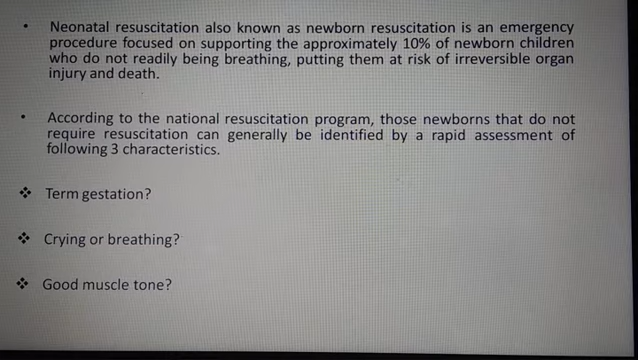 • Neonatal resuscitation also known as newborn resuscitation is an emergency
procedure focused on supporting the approximately 10% of newborn children
who do not readily being breathing, putting them at risk of irreversible organ
injury and death.
• According to the national resuscitation program, those newborns that do not
require resuscitation can generally be identified by a rapid assessment of
following 3 characteristics.
❖ Term gestation?
❖ Crying or breathing?
❖ Good muscle tone?